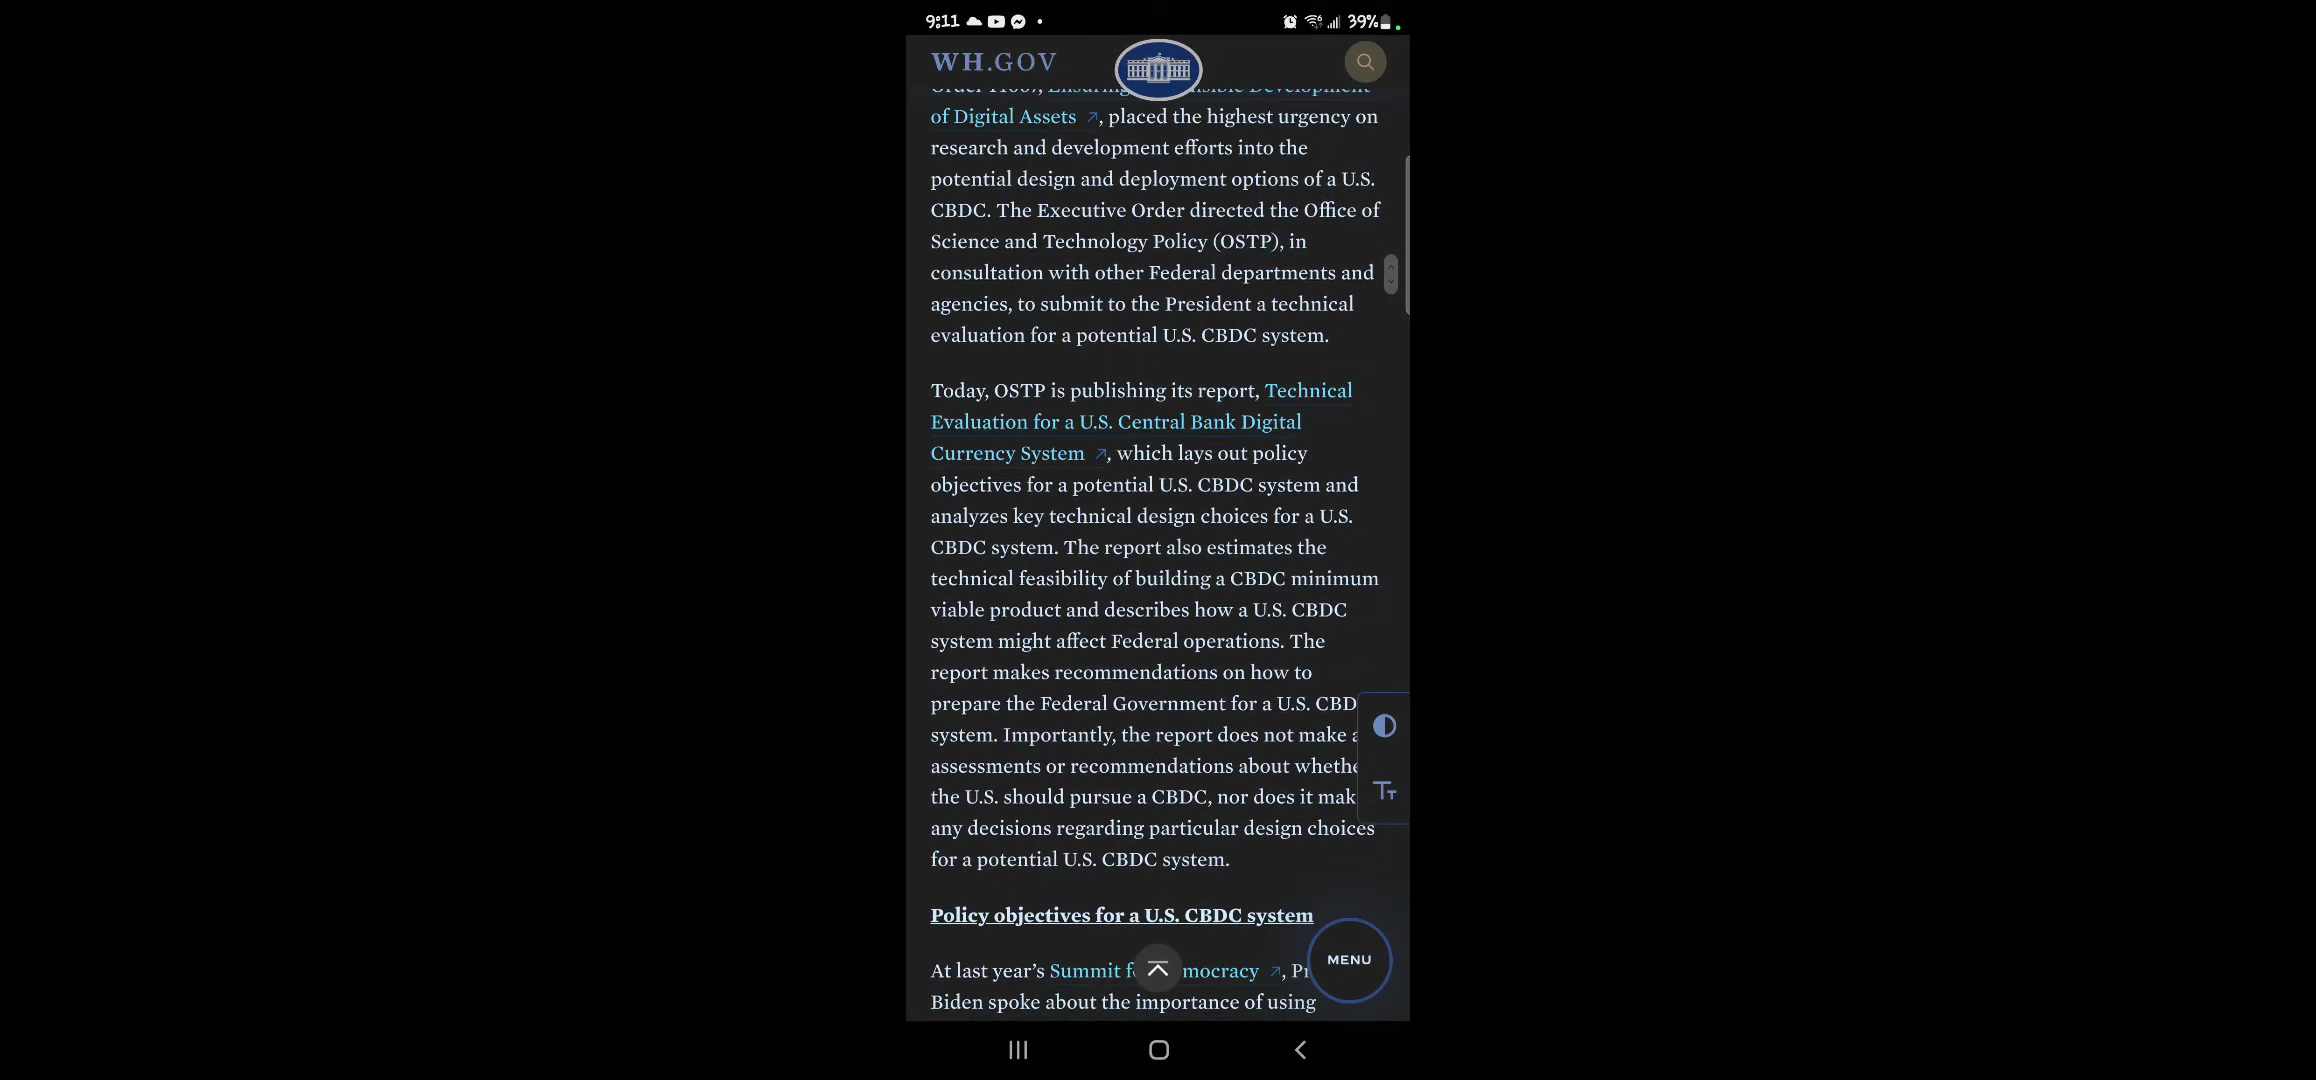 9:11
39%
WH.GOV
of Digital Assets ↗, placed the highest urgency on
research and development efforts into the
potential design and deployment options of a U.S.
CBDC. The Executive Order directed the Office of
Science and Technology Policy (OSTP), in
consultation with other Federal departments and
agencies, to submit to the President a technical
evaluation for a potential U.S. CBDC system.
Today, OSTP is publishing its report, Technical
Evaluation for a U.S. Central Bank Digital
Currency System ↗, which lays out policy
objectives for a potential U.S. CBDC system and
analyzes key technical design choices for a U.S.
CBDC system. The report also estimates the
technical feasibility of building a CBDC minimum
viable product and describes how a U.S. CBDC
system might affect Federal operations. The
report makes recommendations on how to
prepare the Federal Government for a U.S. CBD
system. Importantly, the report does not make a
assessments or recommendations about whethe
the U.S. should pursue a CBDC, nor does it mak
any decisions regarding particular design choices
for a potential U.S. CBDC system.
Policy objectives for a U.S. CBDC system
At last year's Summit f mocracy ↗, P
Biden spoke about the importance of using
Tт
MENU